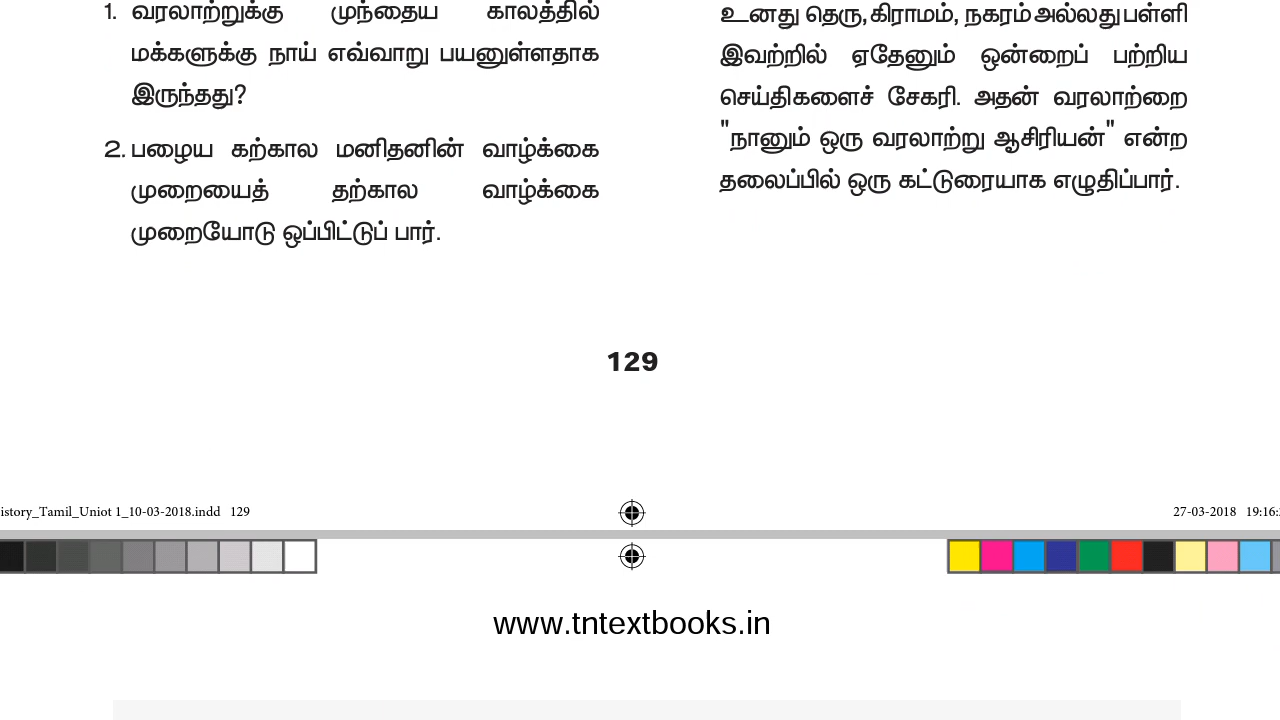 1. வரலாற்றுக்கு முந்தைய காலத்தில்
மக்களுக்கு நாய் எவ்வாறு பயனுள்ளதாக
இருந்தது?
2. பழைய கற்கால மனிதனின் வாழ்க்கை
முறையைத் தற்கால வாழ்க்கை
முறையோடு ஒப்பிட்டுப் பார்.
உனது தெரு, கிராமம், நகரம் அல்லது பள்ளி
இவற்றில் ஏதேனும் ஒன்றைப் பற்றிய
செய்திகளைச் சேகரி. அதன் வரலாற்றை
"நானும் ஒரு வரலாற்று ஆசிரியன்" என்ற
தலைப்பில் ஒரு கட்டுரையாக எழுதிப்பார்.
129
istory_Tamil_Uniot 1_10-03-2018.indd 129
27-03-2018 19:16:
www.tntextbooks.in